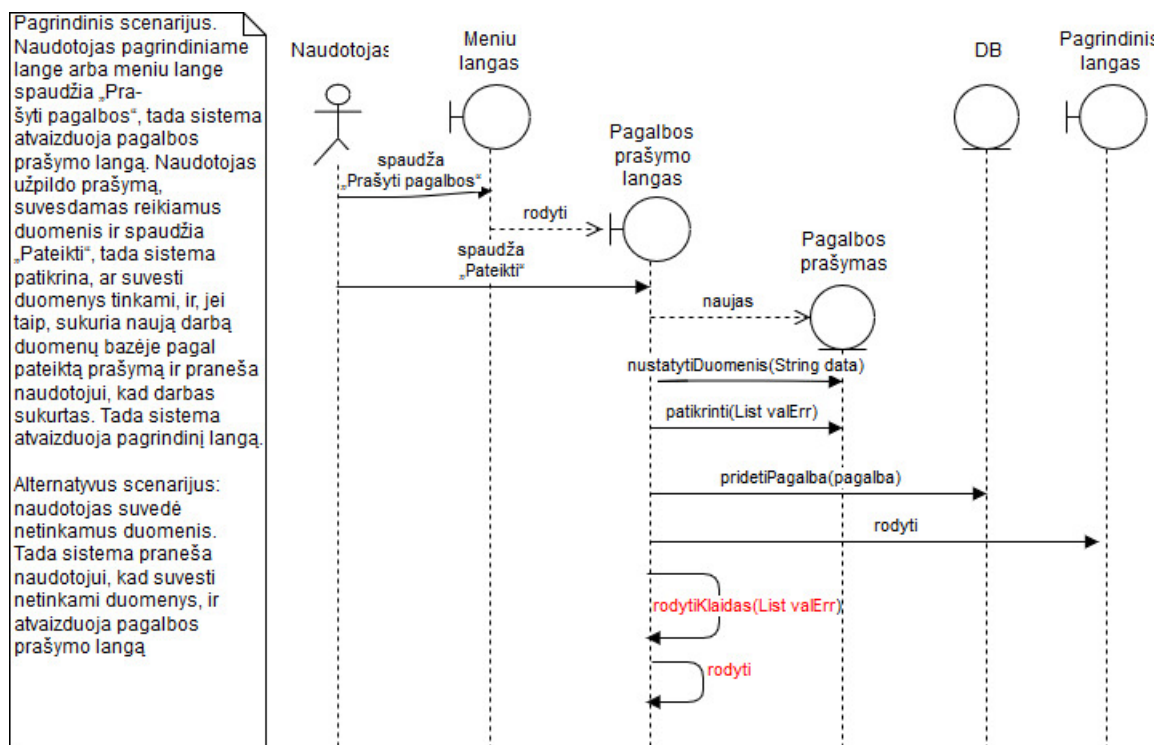 Pagrindinis scenarijus.
Naudotojas pagrindiniame
lange arba meniu lange
spaudžia „Pra-
šyti pagalbos“, tada sistema
atvaizduoja pagalbos
prašymo langą. Naudotojas
užpildo prašymą,
suvesdamas reikiamus
duomenis ir spaudžia
„Pateikti“, tada sistema
patikrina, ar suvesti
duomenys tinkami, ir, jei
taip, sukuria naują darbą
duomenų bazėje pagal
pateiktą prašymą ir praneša
naudotojui, kad darbas
sukurtas. Tada sistema
atvaizduoja pagrindinį langą.
Alternatyvus scenarijus:
naudotojas suvedė
netinkamus duomenis.
Tada sistema praneša
naudotojui, kad suvesti
netinkami duomenys, ir
atvaizduoja pagalbos
prašymo langą
Naudotojas
Meniu
langas
DB
Pagrindinis
langas
Pagalbos
prašymo
langas
spaudža
„Prašyti pagalbos“
rodyti
Pagalbos
prašymas
spaudža
„Pateikti“
naujas
nustatytiDuomenis(String data)
patikrinti(List valErr)
pridetiPagalba(pagalba)
rodyti
rodytiKlaidas(List valErr)
rodyti